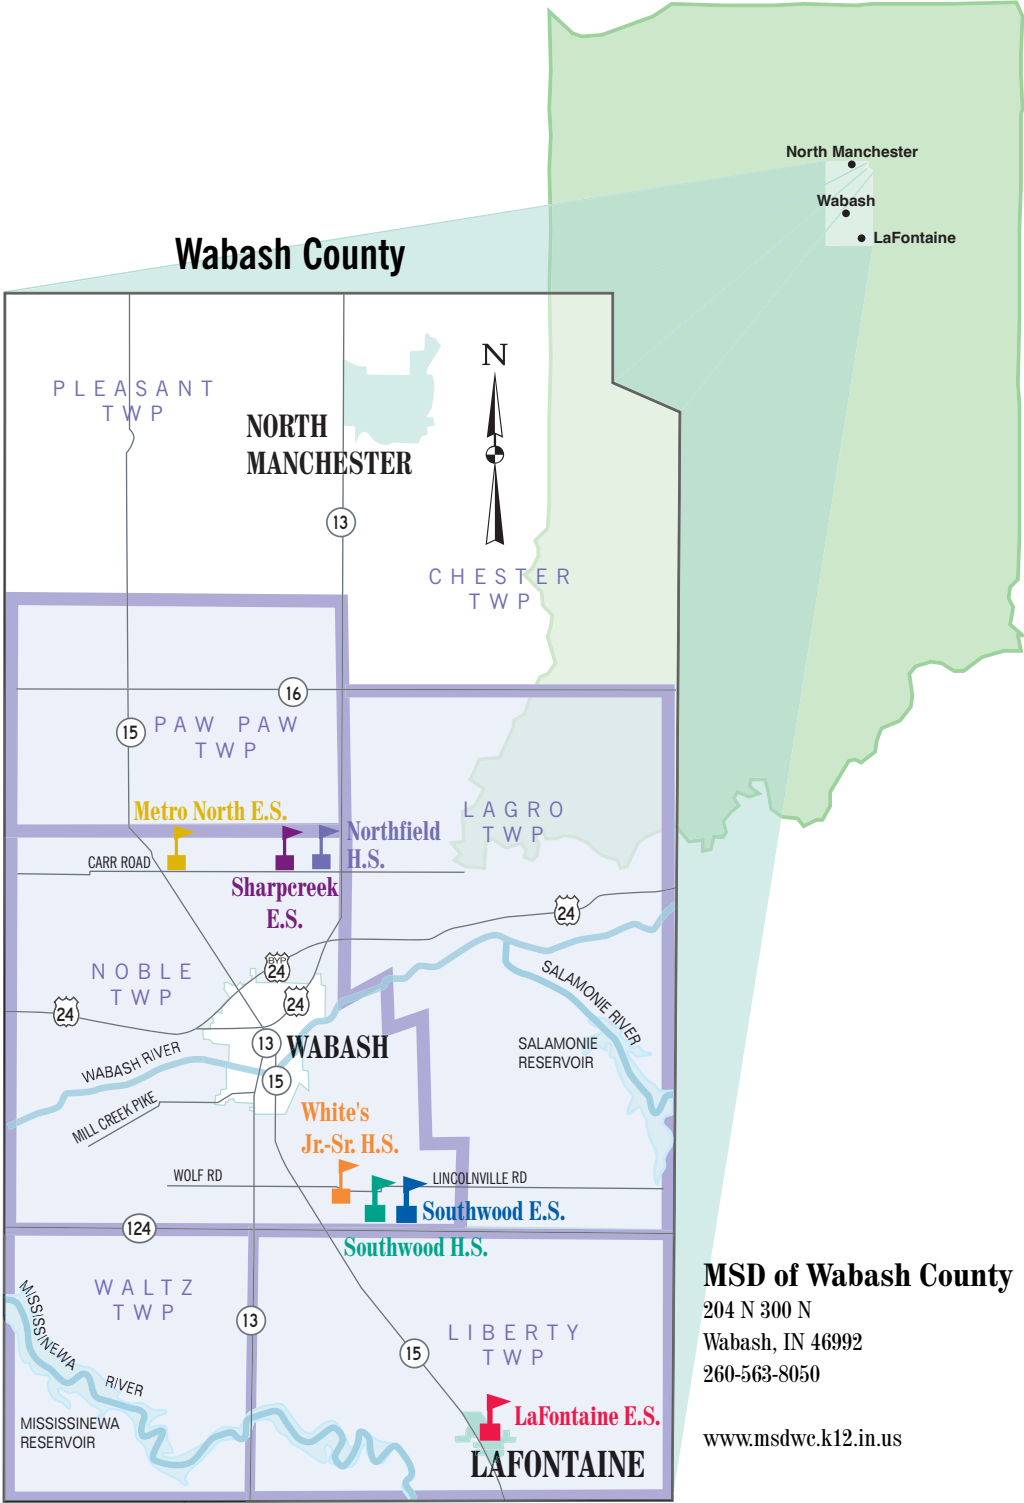 North Manchester
Wabash
LaFontaine
Wabash County
N
PLEASANT
TWP
NORTH
MANCHESTER
13
CHESTER
TWP
16
15
PAW PAW
TWP
Metro North E.S.
LAGRO
TWP
Northfield
H.S.
CARR ROAD
Sharpcreek
E.S.
24
BYP
24
NOBLE
TWP
24
24
SALAMONIE RIVER
13
WABASH
SALAMONIE
RESERVOIR
WABASH RIVER
15
MILL CREEK PIKE
White's
Jr.-Sr. H.S.
WOLF RD
LINCOLNVILLE RD
Southwood E.S.
124
Southwood H.S.
WALTZ
TWP
MSD of Wabash County
204 N 300 N
Wabash, IN 46992
260-563-8050
www.msdwc.k12.in.us
MISSISSINEWA
RIVER
13
LIBERTY
TWP
15
MISSISSINEWA
RESERVOIR
LaFontaine E.S.
LAFONTAINE